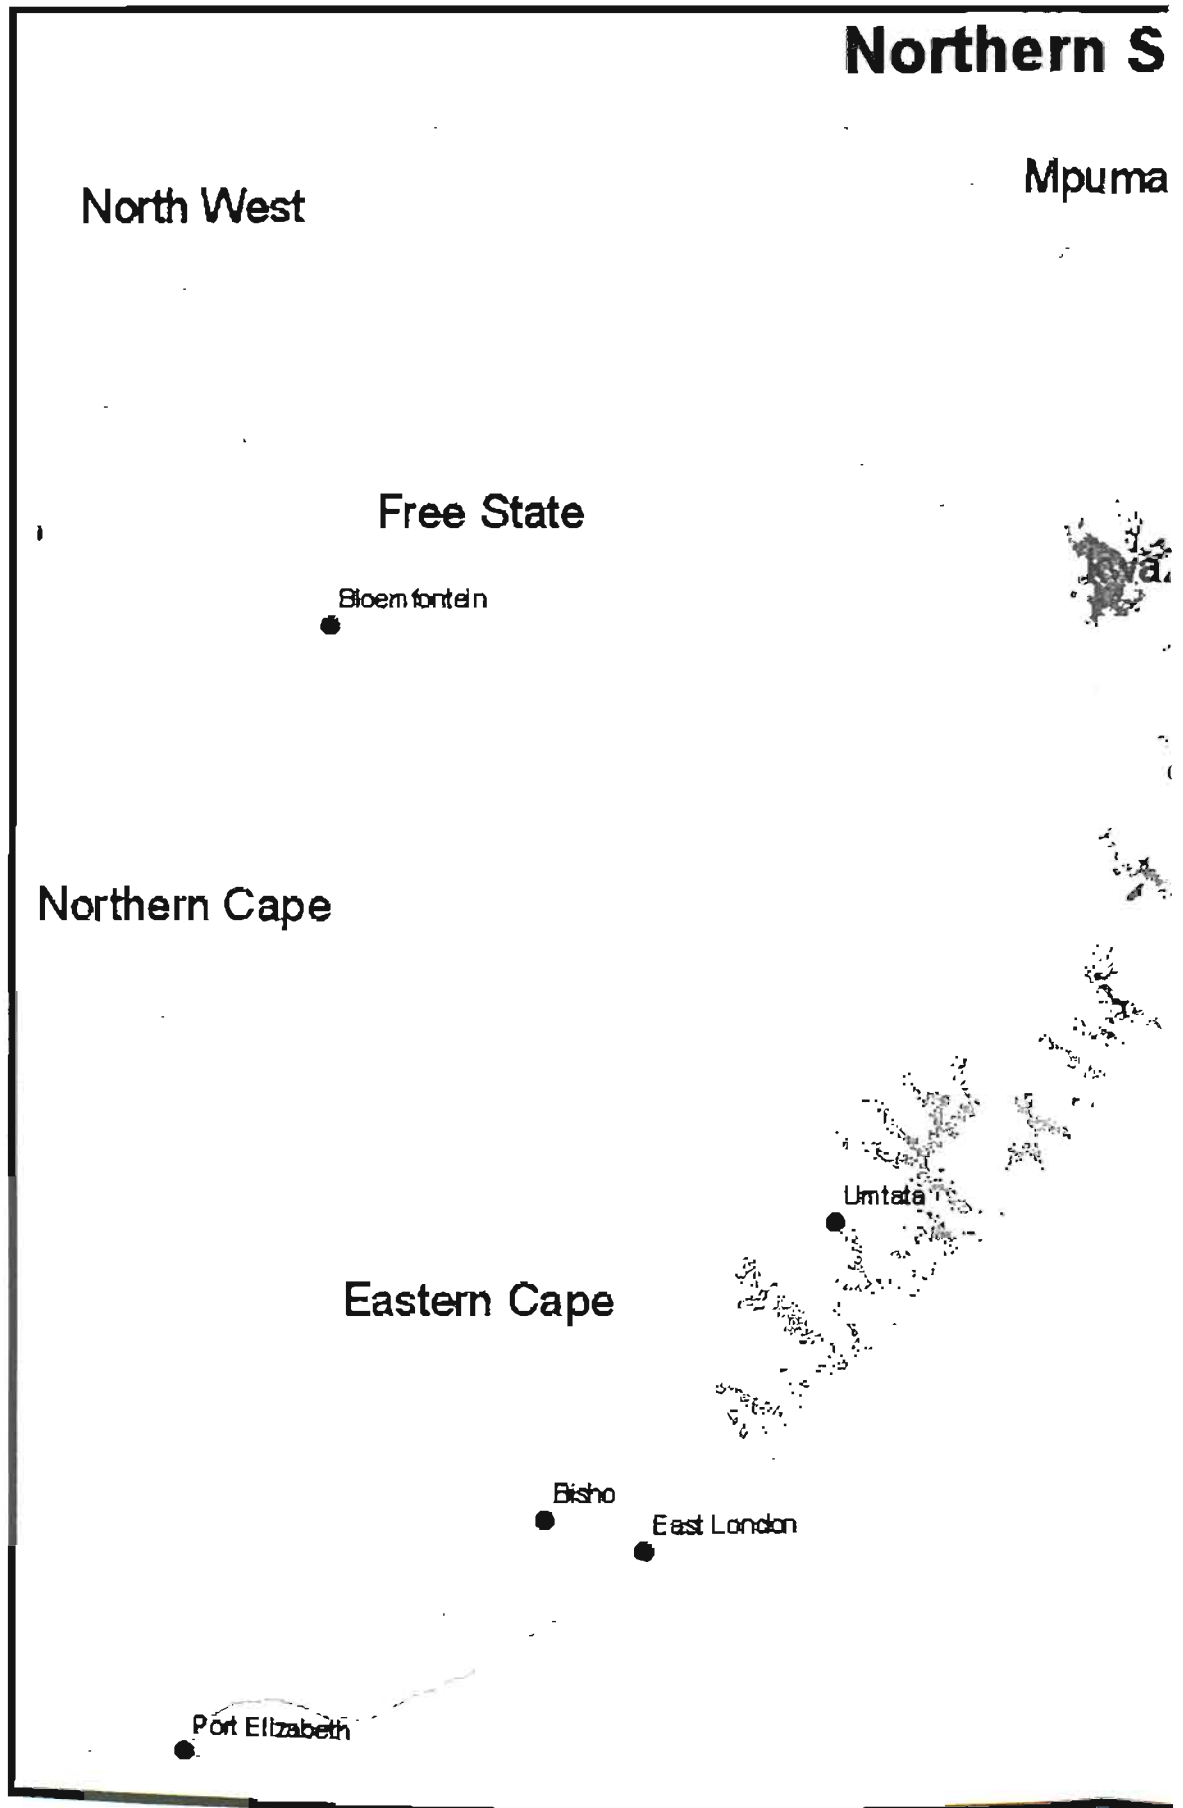 Northern S
Mpuma
North West
Free State
Bloemfontein
Northern Cape
Umtata
Eastern Cape
Bisho
East London
Port Elizabeth